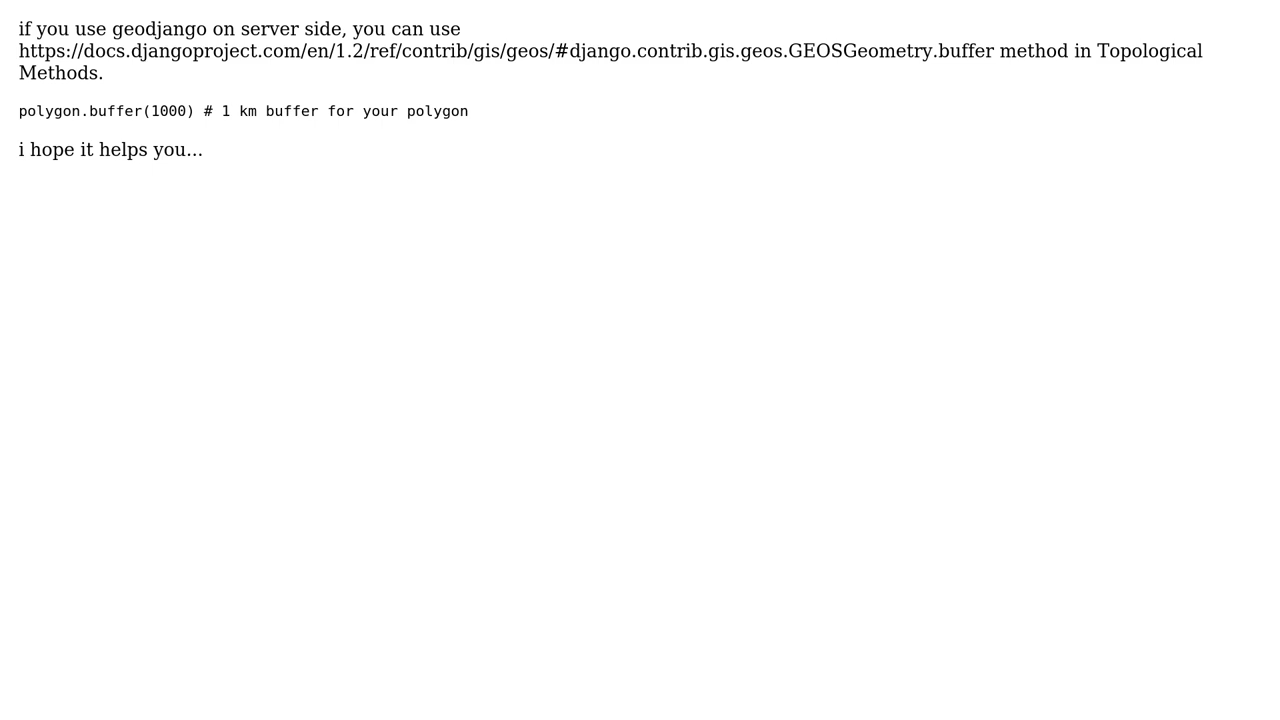 if you use geodjango on server side, you can use
https://docs.djangoproject.com/en/1.2/ref/contrib/gis/geos/#django.contrib.gis.geos.GEOSGeometry.buffer method in Topological
Methods.
polygon.buffer(1000) # 1 km buffer for your polygon
i hope it helps you...